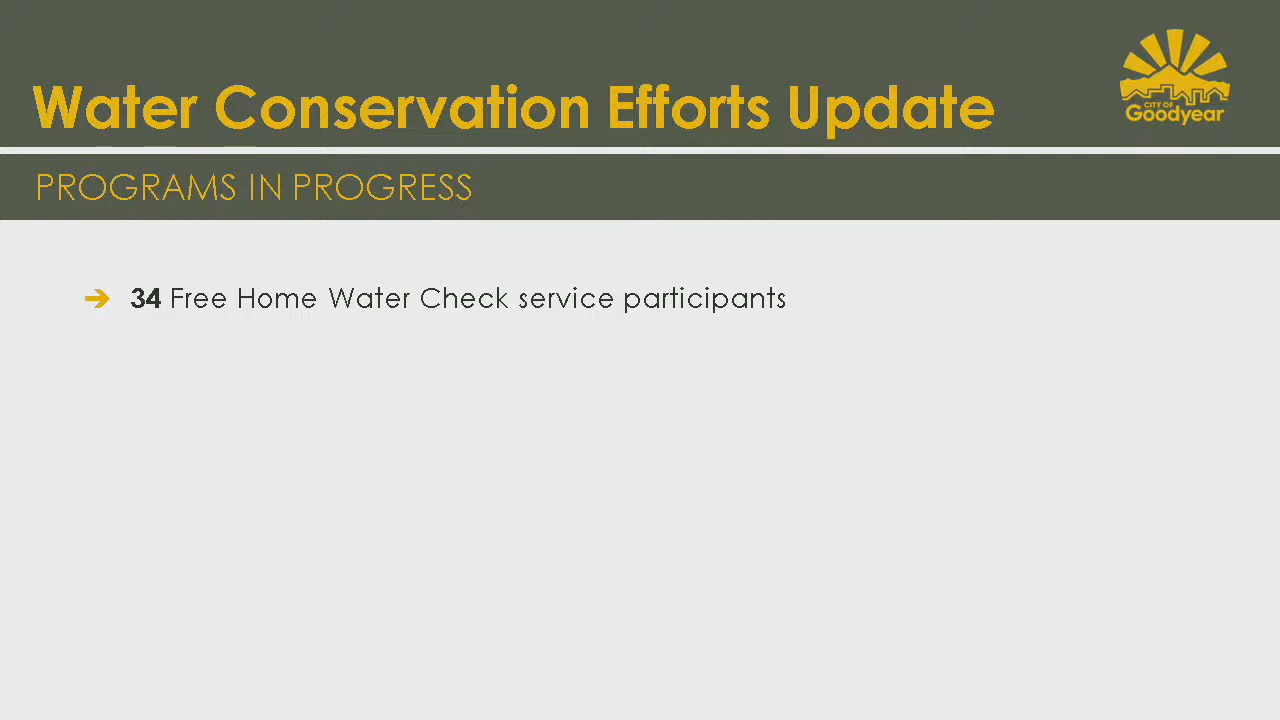 Water Conservation Efforts Update
CITY OF
Goodyear
PROGRAMS IN PROGRESS
➔ 34 Free Home Water Check service participants